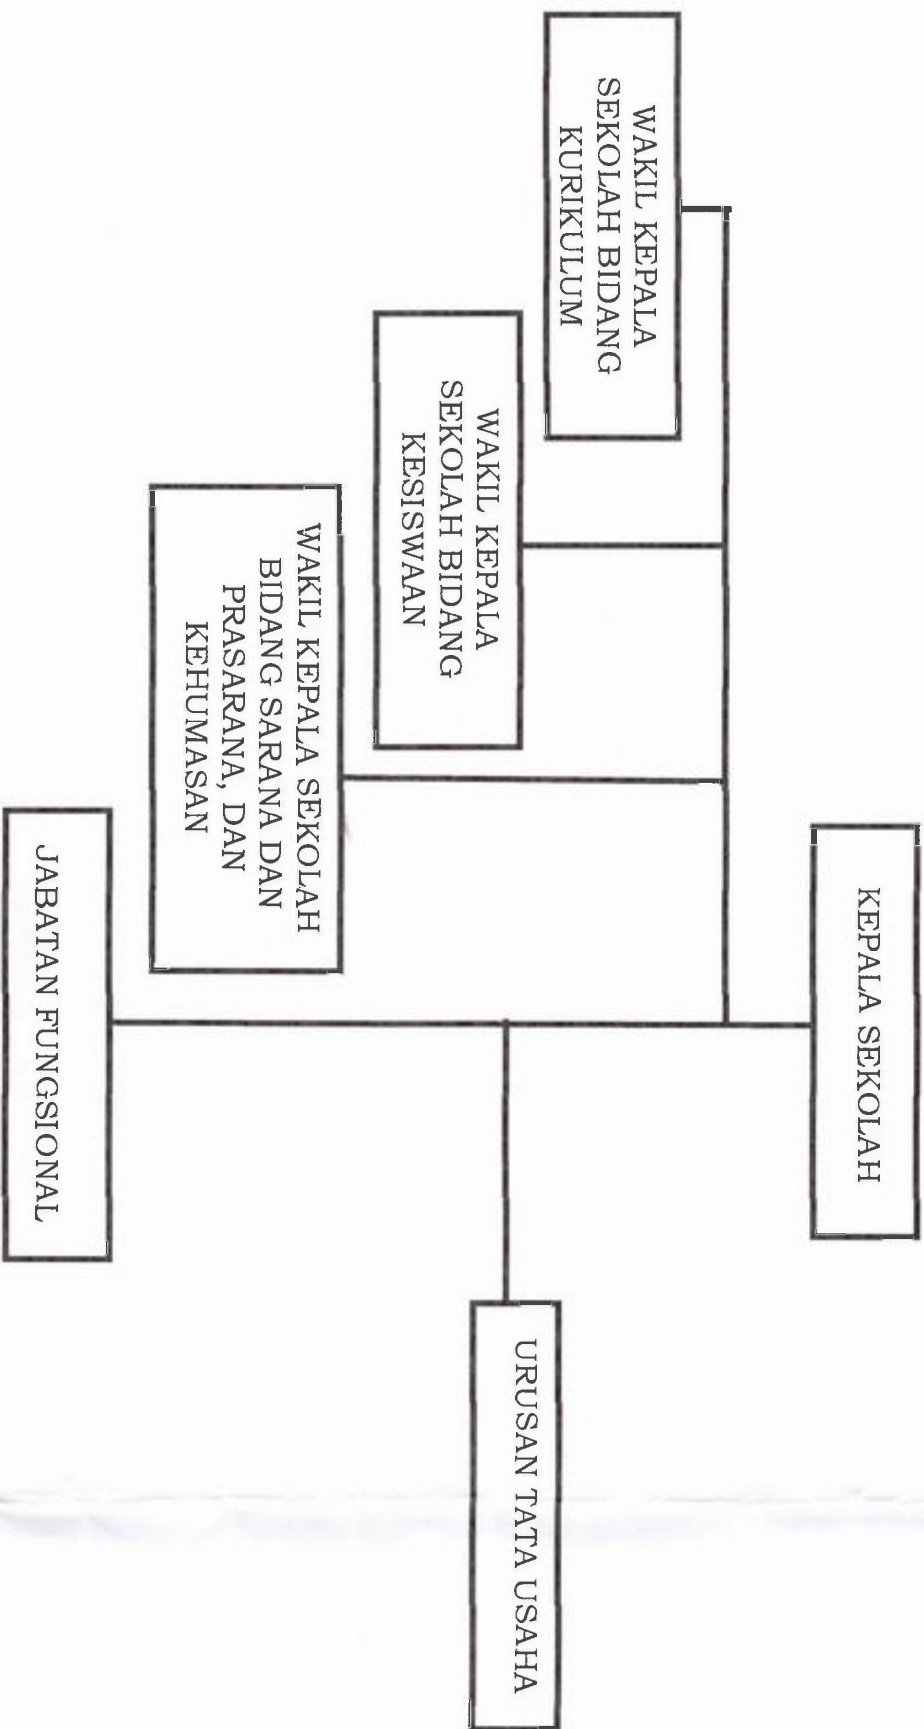 KEPALA SEKOLAH
WAKIL KEPALA
SEKOLAH BIDANG
KURIKULUM
WAKIL KEPALA
SEKOLAH BIDANG
KESISWAAN
URUSAN TATA USAHA
WAKIL KEPALA SEKOLAH
BIDANG SARANA DAN
PRASARANA, DAN
KEHUMASAN
JABATAN FUNGSIONAL